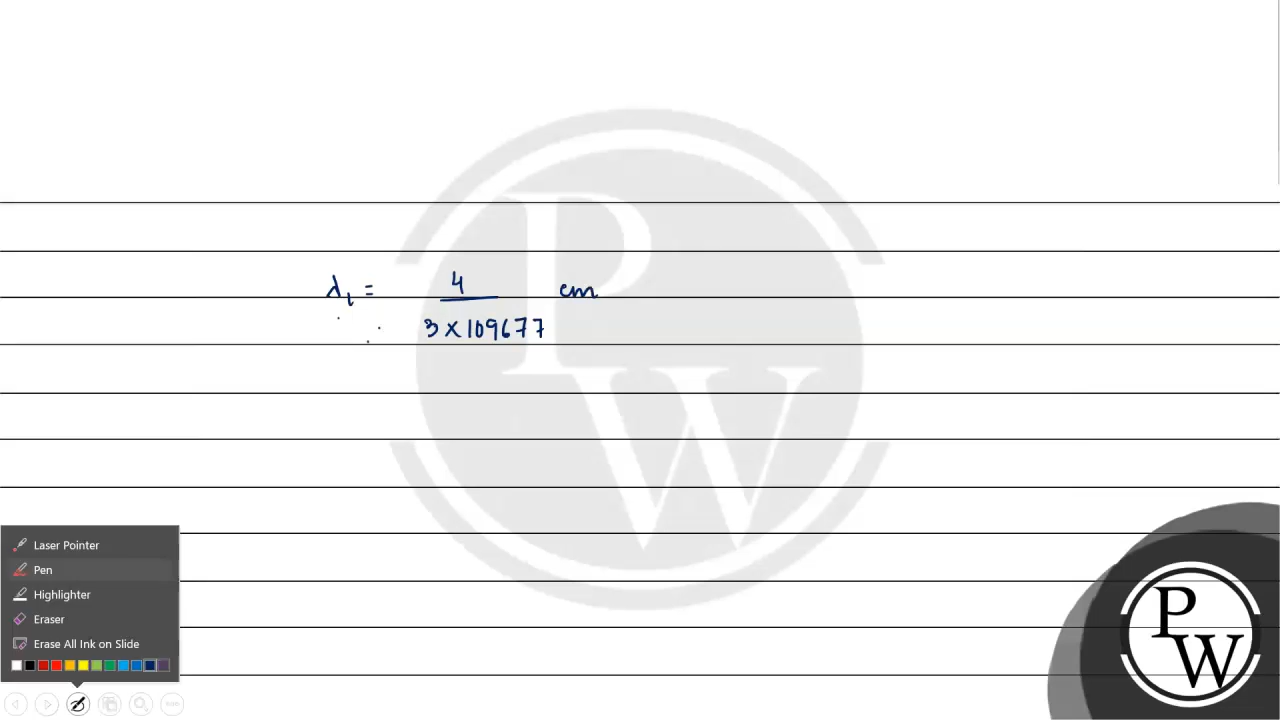 λ₁ = 4 cm
3 × 109677
Laser Pointer
Pen
Highlighter
Eraser
Erase All Ink on Slide
P
W
P
W